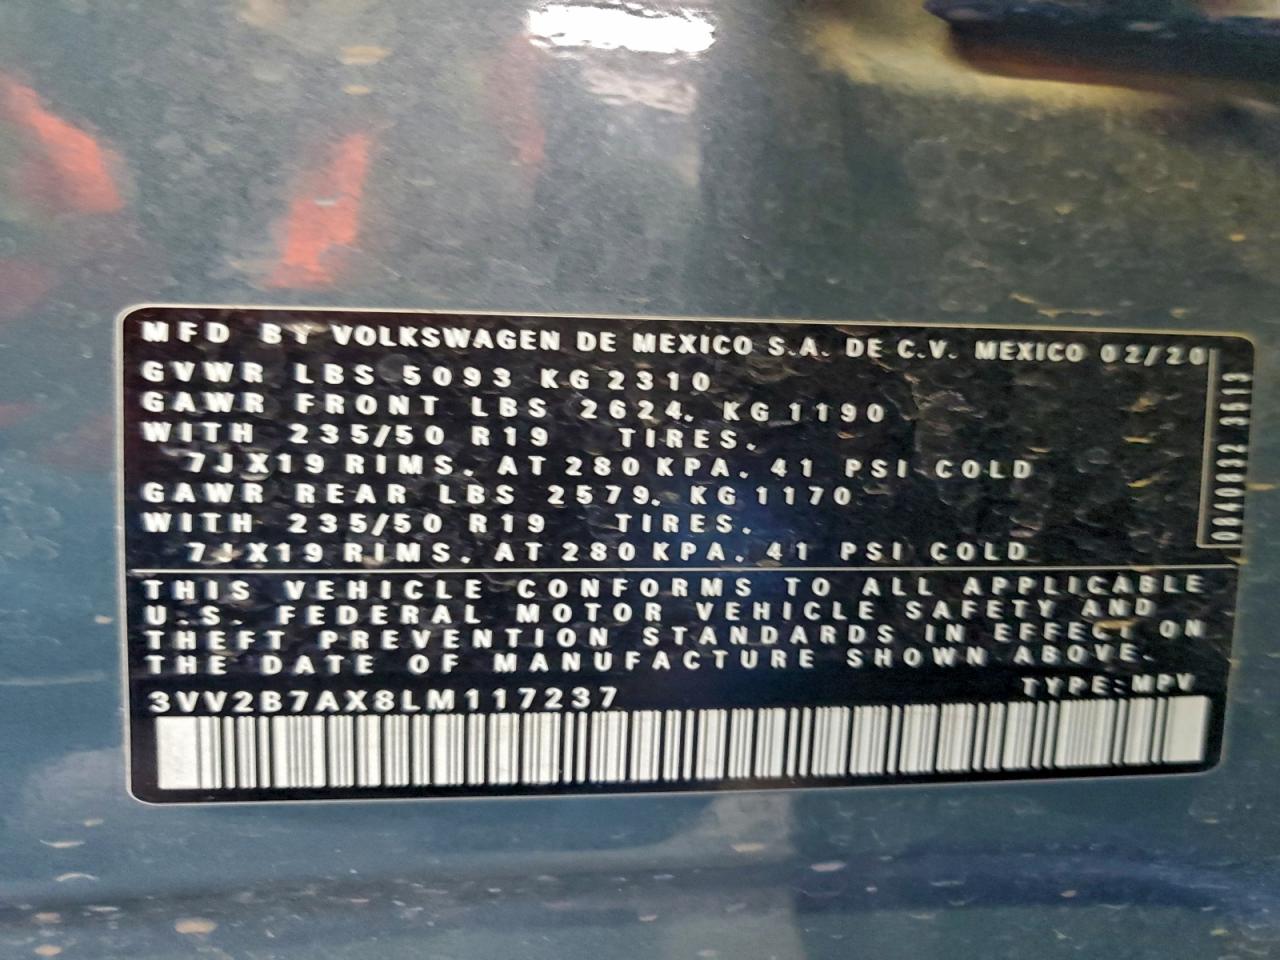 MFD BY VOLKSWAGEN DE MEXICO S.A. DE C.V. MEXICO 02/20
GVWR LBS 5093 KG 2310
GAWR FRONT LBS 2624. KG 1190
WITH 235/50 R19 TIRES.
7JX19 RIMS. AT 280 KPA. 41 PSI COLD
GAWR REAR LBS 2579. KG 1170
WITH 235/50 R19 TIRES.
7JX19 RIMS. AT 280 KPA. 41 PSI COLD
0840832 3513
THIS VEHICLE CONFORMS TO ALL APPLICABLE
U.S. FEDERAL MOTOR VEHICLE SAFETY AND
THEFT PREVENTION STANDARDS IN EFFECT ON
THE DATE OF MANUFACTURE SHOWN ABOVE.
TYPE: MPV
3VV2B7AX8LM117237